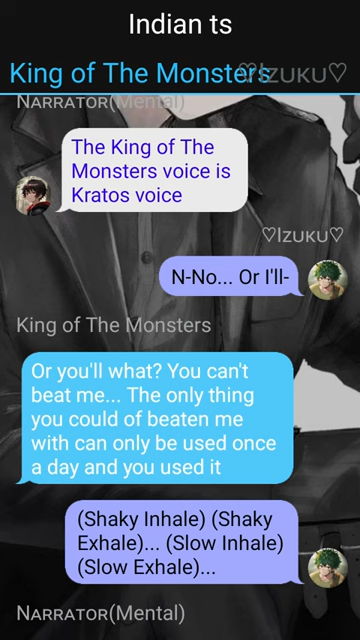 Indian ts
King of The Monsters ♡Izuku♡
Narrator(Mental)
The King of The
Monsters voice is
Kratos voice
♡Izuku♡
N-No... Or I'll-
King of The Monsters
Or you'll what? You can't
beat me... The only thing
you could of beaten me
with can only be used once
a day and you used it
(Shaky Inhale) (Shaky
Exhale)... (Slow Inhale)
(Slow Exhale)...
Narrator(Mental)